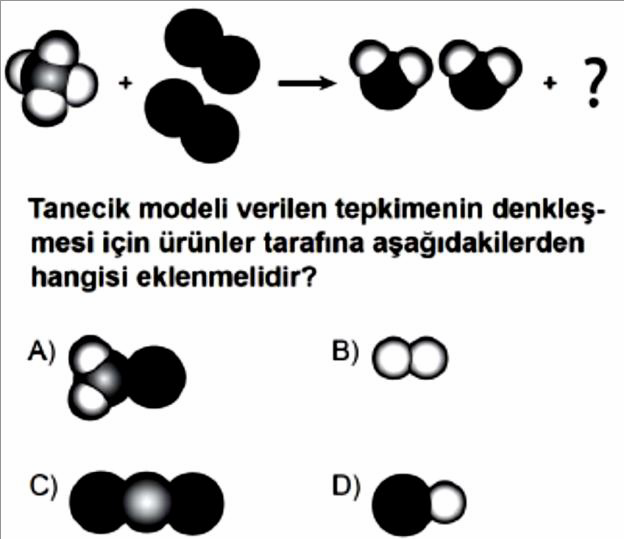 + → + ?
Tanecik modeli verilen tepkimenin denkleş-
mesi için ürünler tarafına aşağıdakilerden
hangisi eklenmelidir?
A) B)
C) D)